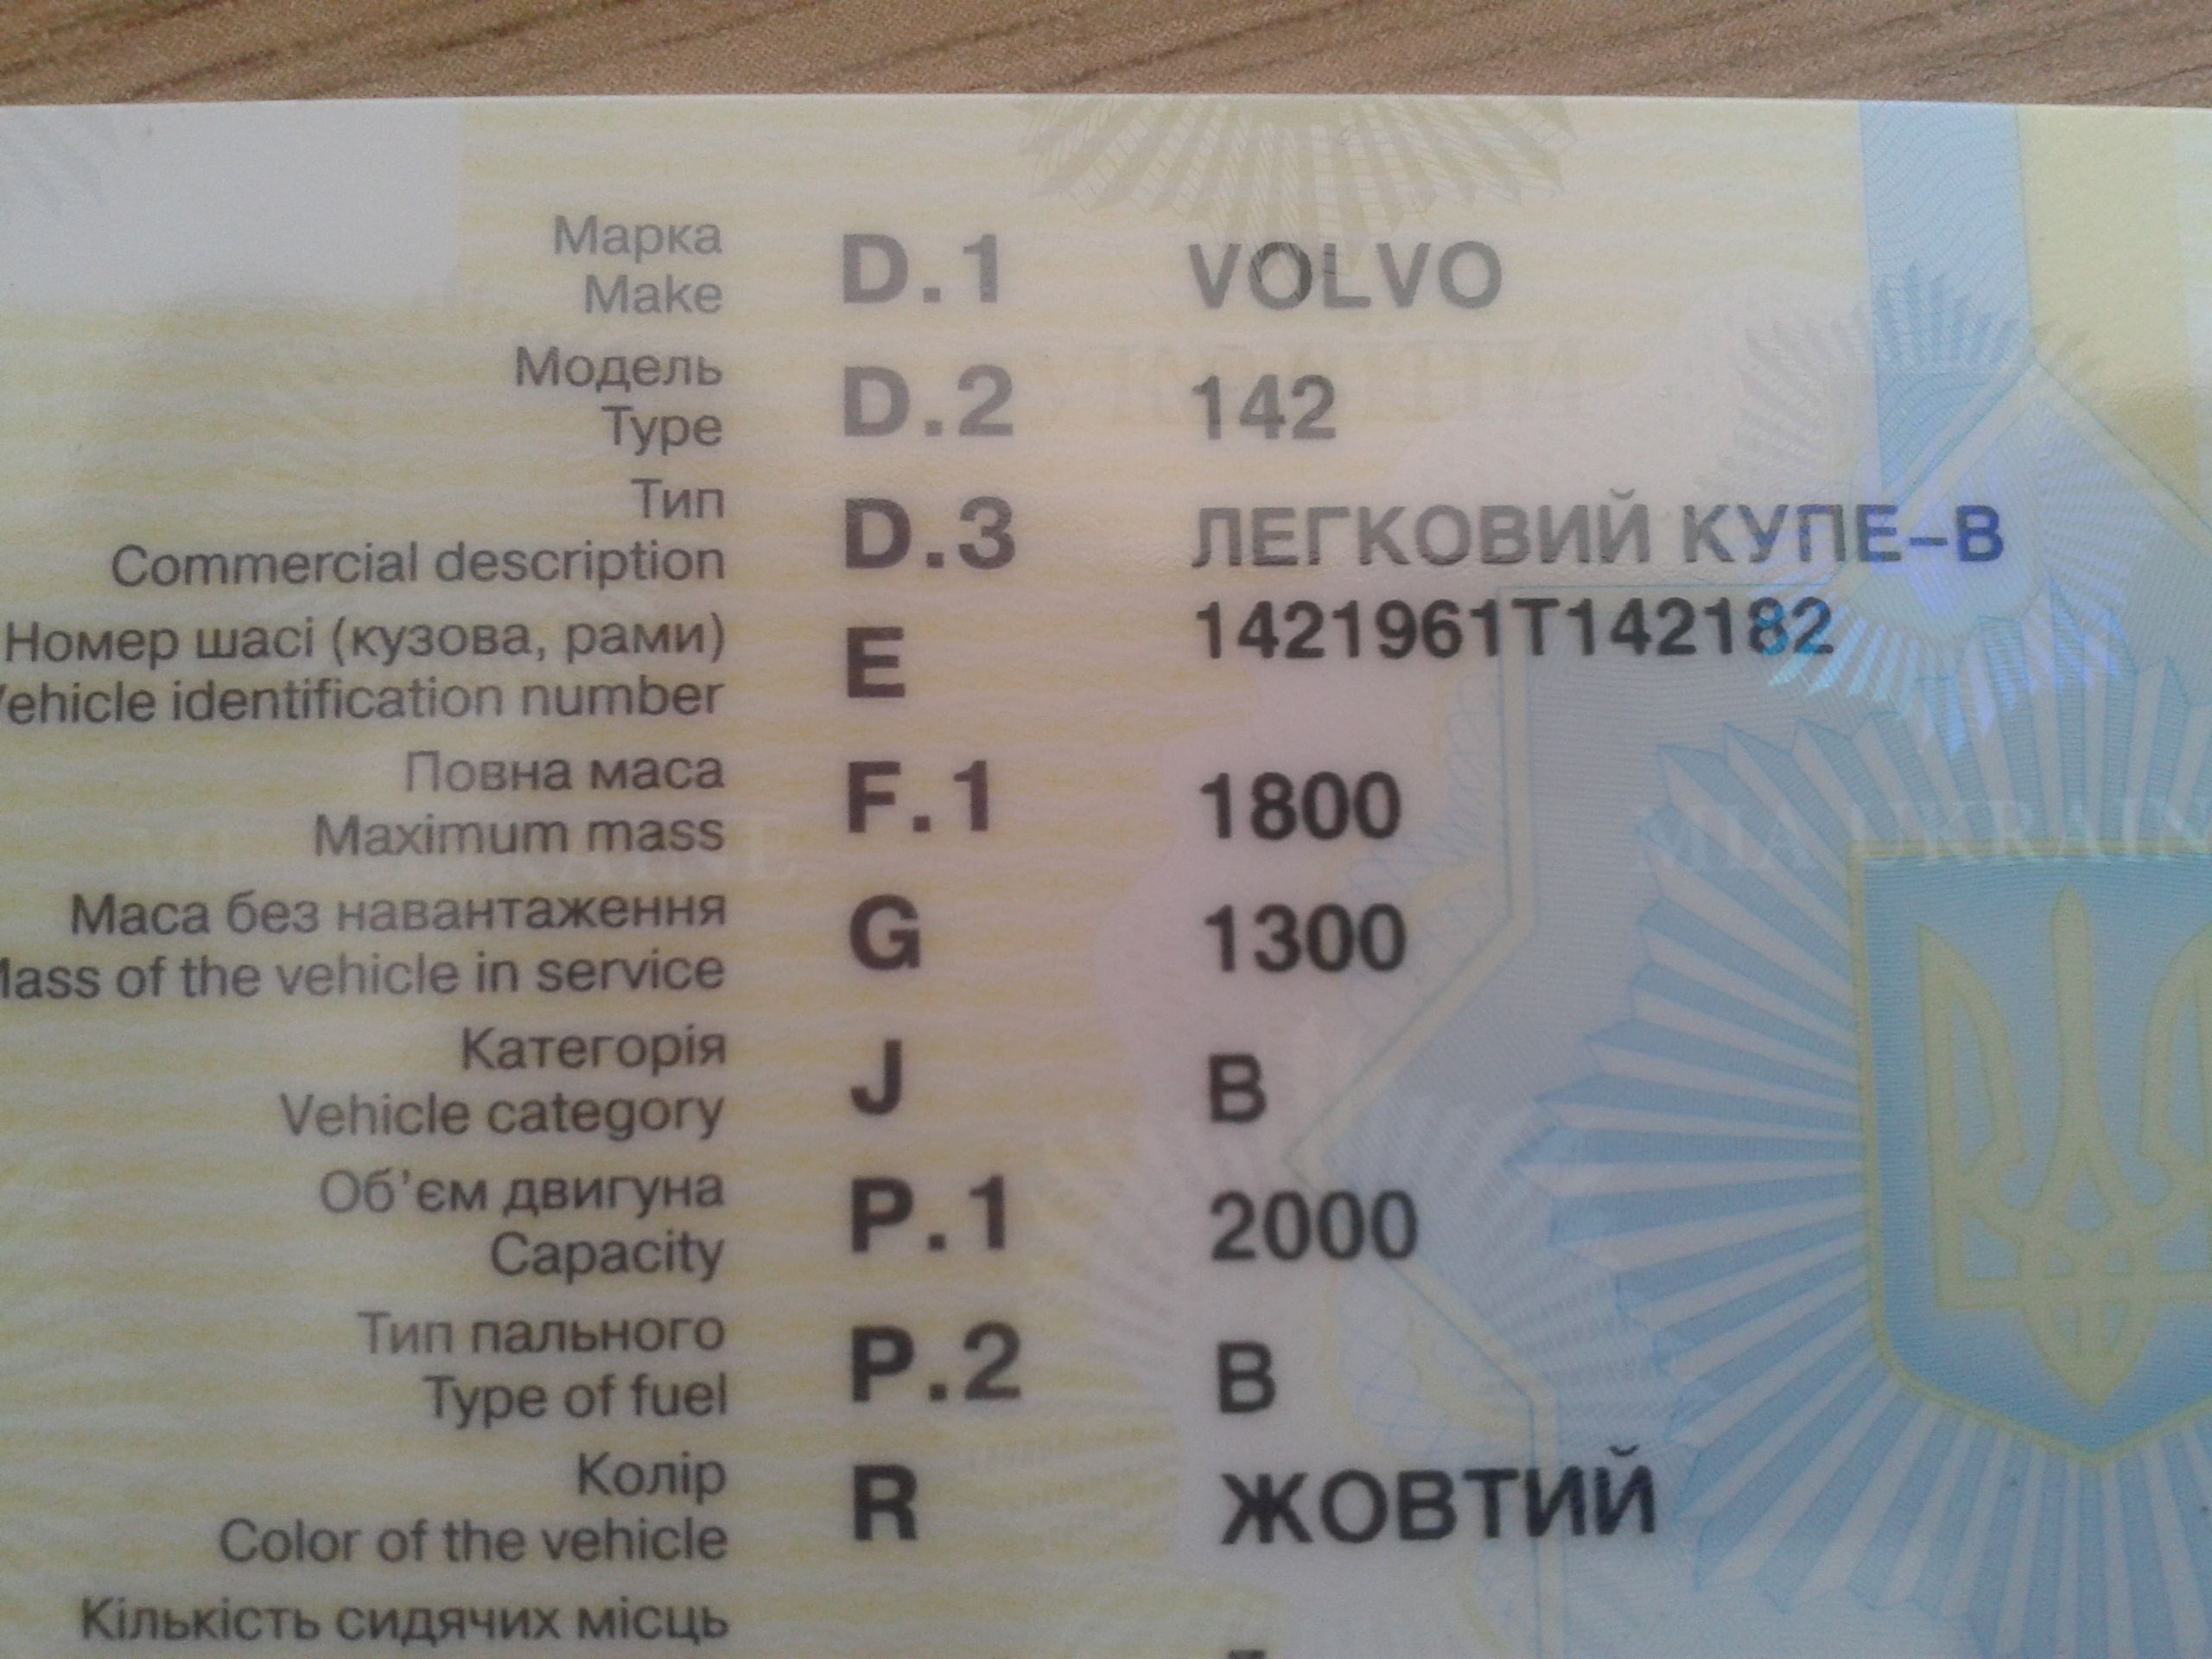 Марка
Make
D.1
VOLVO
Модель
Type
D.2
142
Тип
Commercial description
D.3
ЛЕГКОВИЙ КУПЕ-В
Номер шасі (кузова, рами)
Vehicle identification number
E
1421961T142182
Повна маса
Maximum mass
F.1
1800
Маса без навантаження
Mass of the vehicle in service
G
1300
MIA UKRAINE
Категорія
Vehicle category
J
B
Об'єм двигуна
Capacity
P.1
2000
Тип пального
Type of fuel
P.2
B
Колір
Color of the vehicle
R
ЖОВТИЙ
Кількість сидячих місць